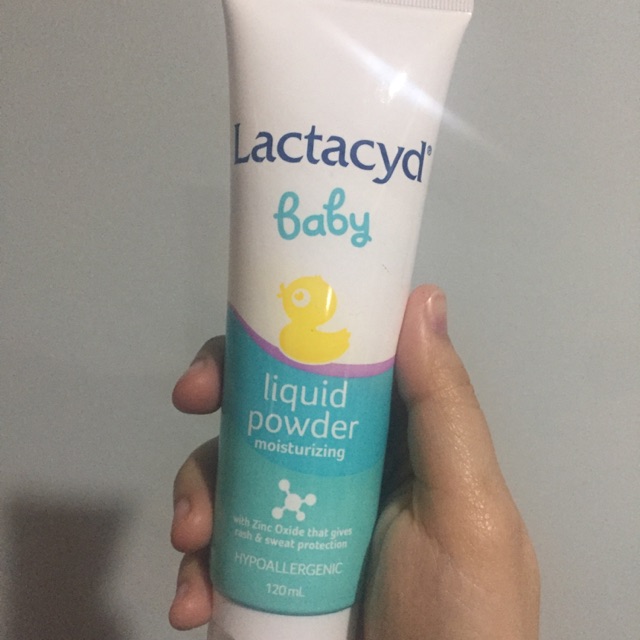 Lactacyd®
baby
liquid
powder
moisturizing
with Zinc Oxide that gives
rash & sweat protection
HYPOALLERGENIC
120 mL